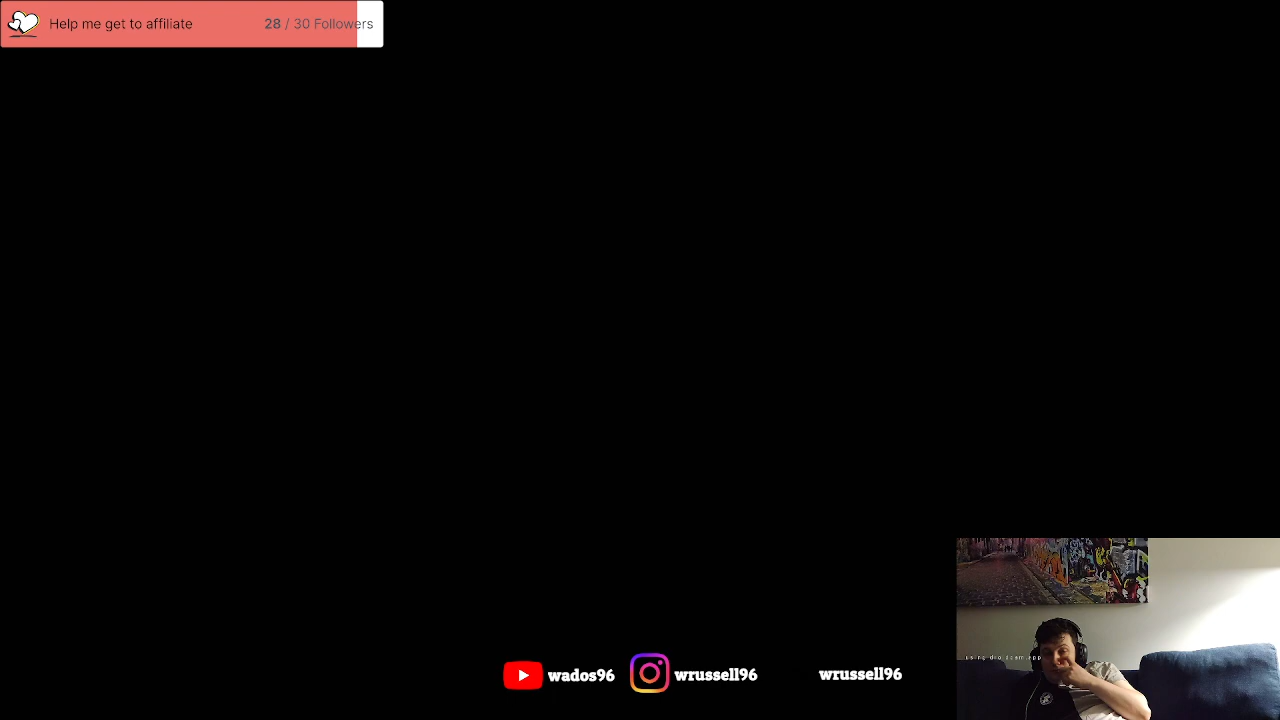 Help me get to affiliate 28 / 30 Followers
wados96 wrussell96 wrussell96